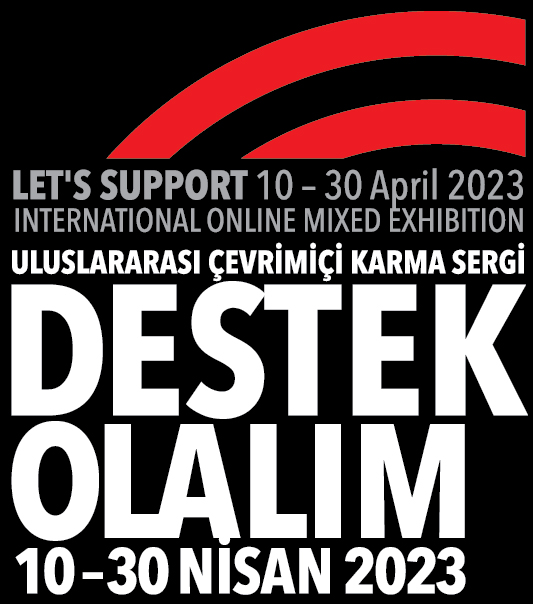 LET'S SUPPORT 10 – 30 April 2023
INTERNATIONAL ONLINE MIXED EXHIBITION
ULUSLARARASI ÇEVRİMİÇİ KARMA SERGİ
DESTEK
OLALIM
10 – 30 NİSAN 2023